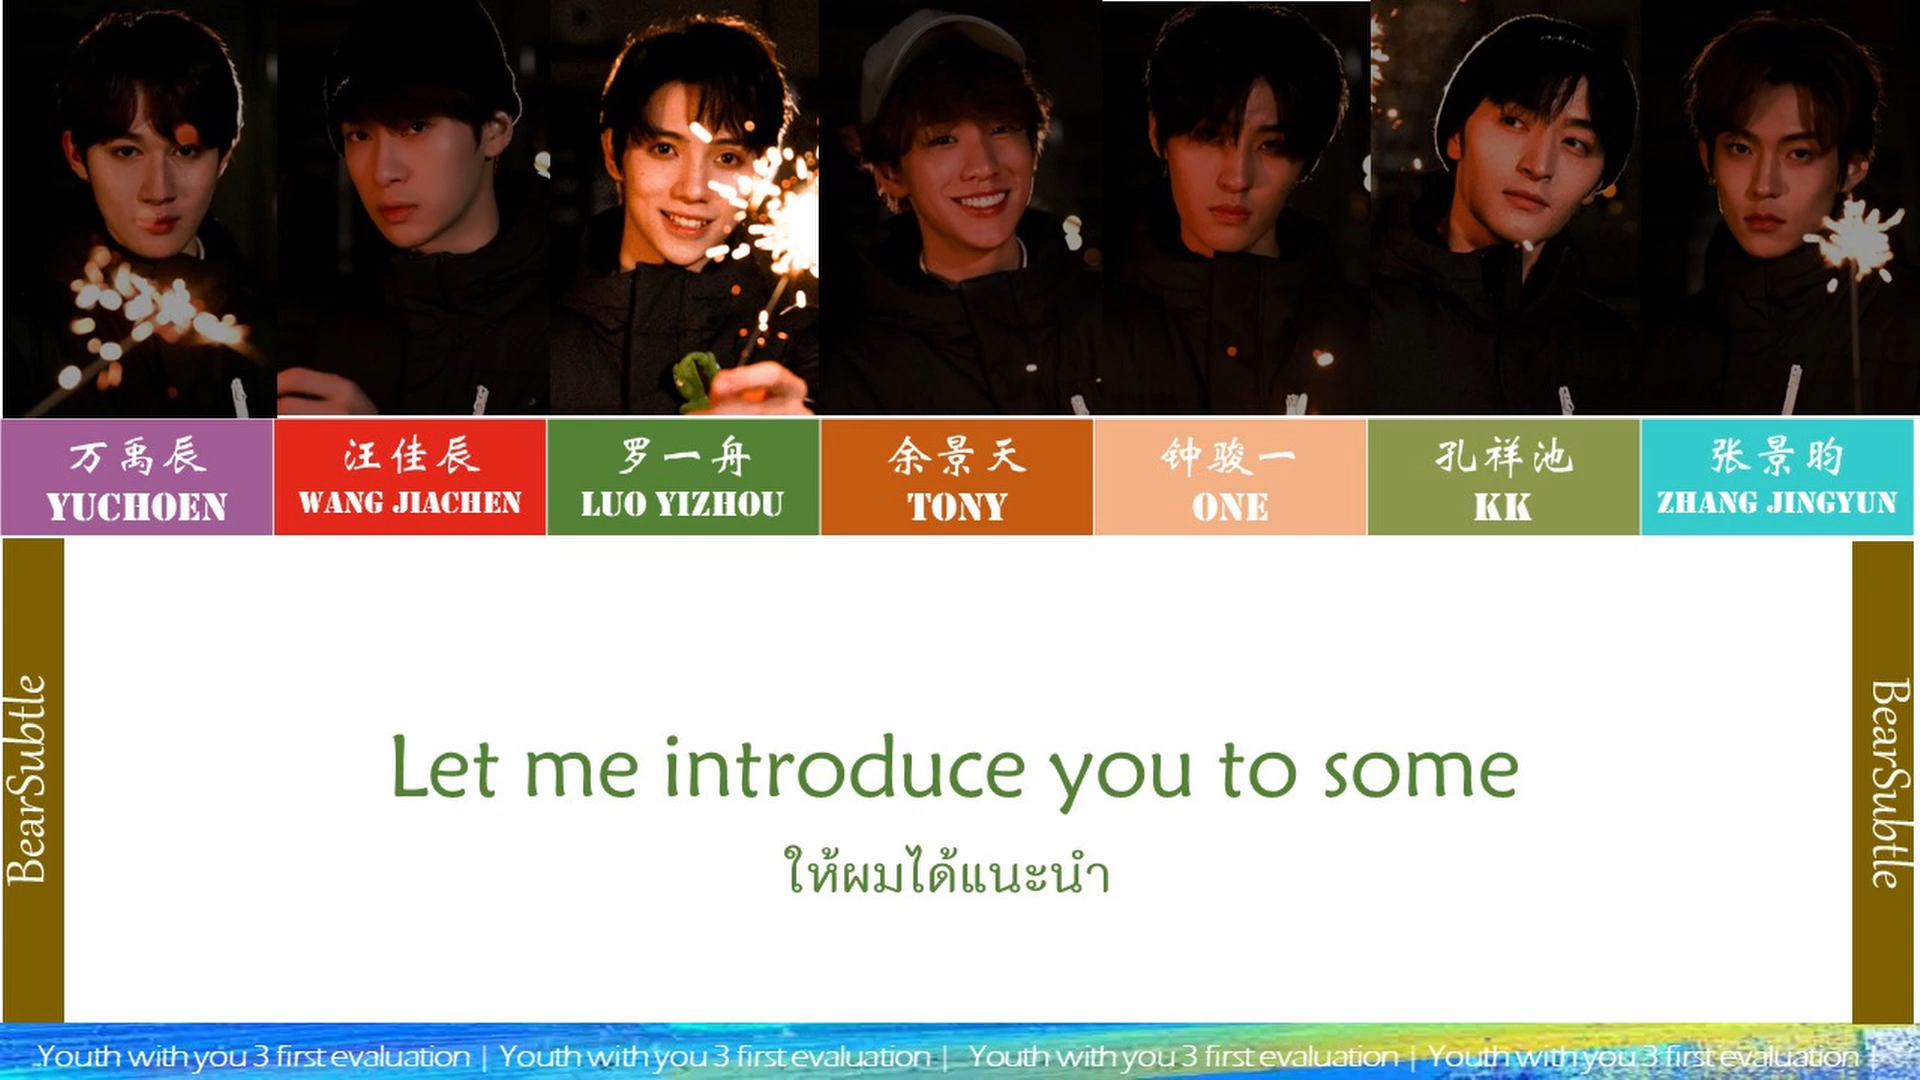 万禹辰
YUCHOEN
汪佳辰
WANG JIACHEN
罗一舟
LUO YIZHOU
余景天
TONY
钟骏一
ONE
孔祥池
KK
张景昀
ZHANG JINGYUN
BearSubtle
Let me introduce you to some
ให้ผมได้แนะนำ
BearSubtle
Youth with you 3 first evaluation | Youth with you 3 first evaluation | Youth with you 3 first evaluation | Youth with you 3 first evaluation |